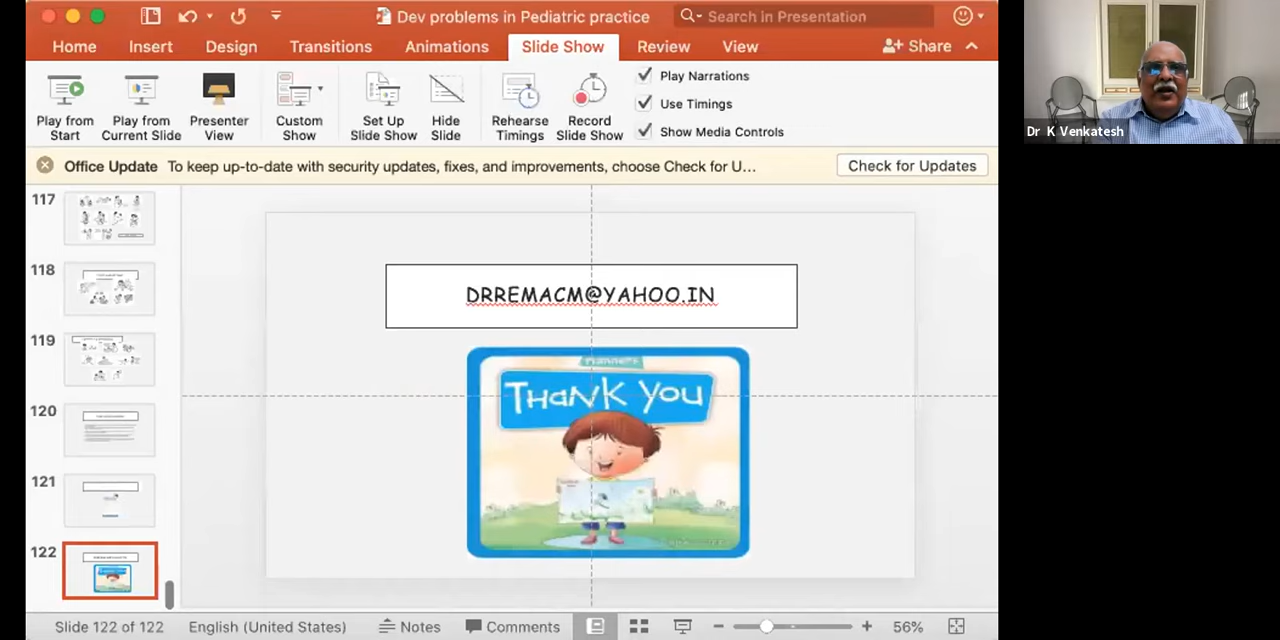 Dev problems in Pediatric practice
Search in Presentation
Home Insert Design Transitions Animations Slide Show Review View Share
Play from Start
Play from Current Slide
Presenter View
Custom Show
Set Up Slide Show
Hide Slide
Rehearse Timings
Record Slide Show
Play Narrations
Use Timings
Show Media Controls
Office Update To keep up-to-date with security updates, fixes, and improvements, choose Check for U...
Check for Updates
117
118
119
120
121
122
DRREMACM@YAHOO.IN
THANK YOU
Slide 122 of 122 English (United States) Notes Comments 56%
Dr K Venkatesh